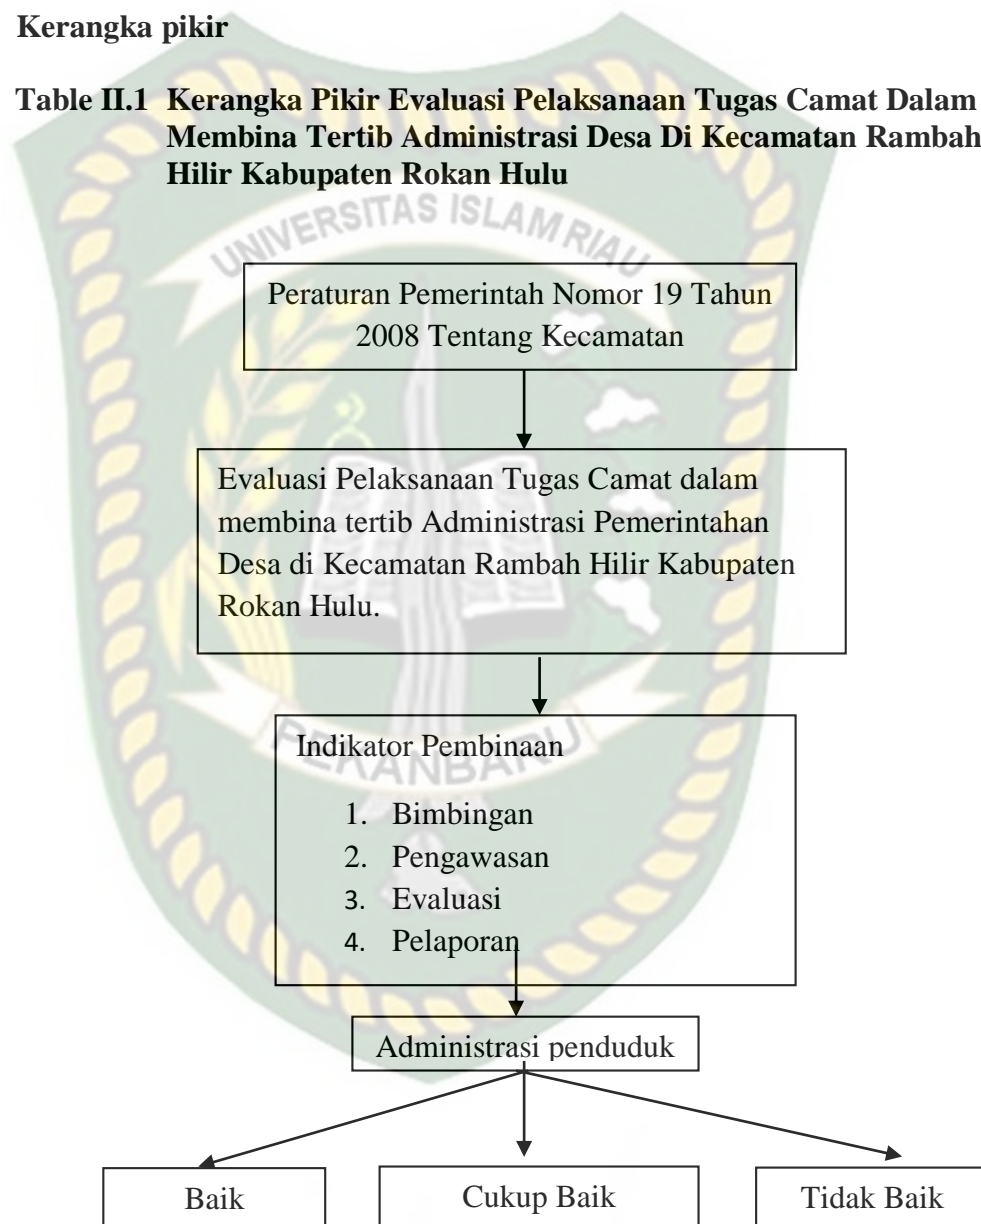 Kerangka pikir
Table II.1 Kerangka Pikir Evaluasi Pelaksanaan Tugas Camat Dalam
Membina Tertib Administrasi Desa Di Kecamatan Rambah
Hilir Kabupaten Rokan Hulu
UNIVERSITAS ISLAM RIAU
Peraturan Pemerintah Nomor 19 Tahun
2008 Tentang Kecamatan
Evaluasi Pelaksanaan Tugas Camat dalam
membina tertib Administrasi Pemerintahan
Desa di Kecamatan Rambah Hilir Kabupaten
Rokan Hulu.
PEKANBARU
Indikator Pembinaan
1. Bimbingan
2. Pengawasan
3. Evaluasi
4. Pelaporan
Administrasi penduduk
Baik
Cukup Baik
Tidak Baik